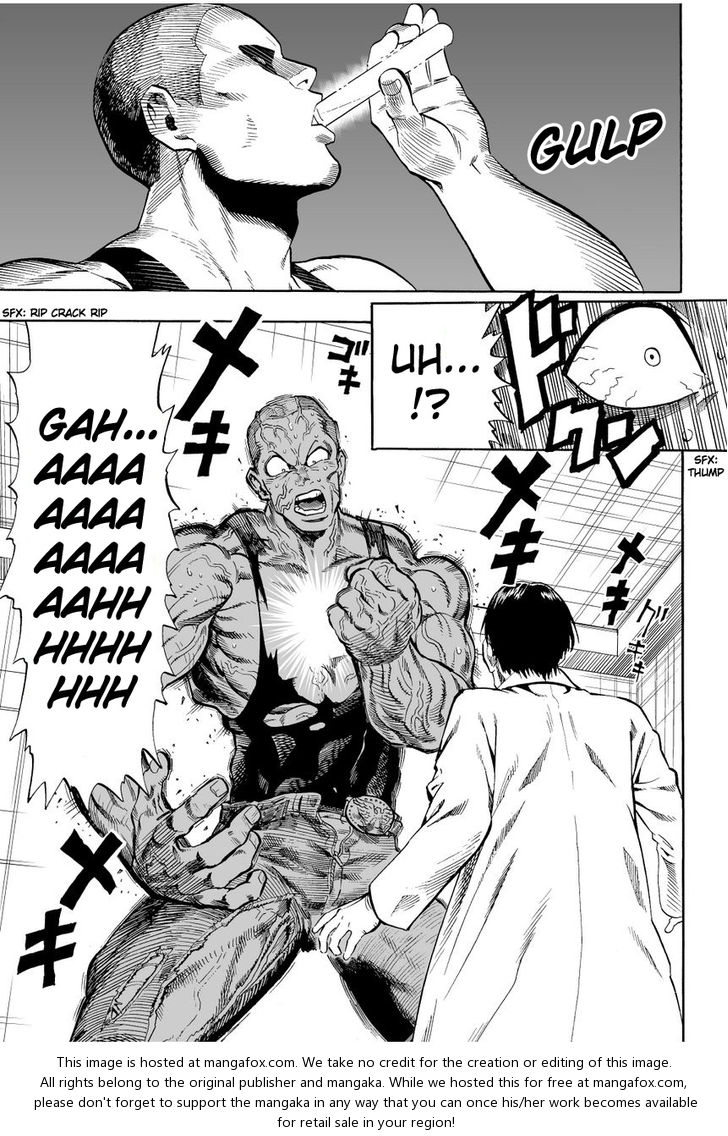 GULP
ドクン
SFX:
THUMP
UH...
!?
SFX: RIP CRACK RIP
ゴキ
メキ
メキ
メキ
グキ
メキ
GAH...
AAAA
AAAA
AAAA
AAHH
HHHH
HHH
This image is hosted at mangafox.com. We take no credit for the creation or editing of this image.
All rights belong to the original publisher and mangaka. While we hosted this for free at mangafox.com,
please don't forget to support the mangaka in any way that you can once his/her work becomes available
for retail sale in your region!